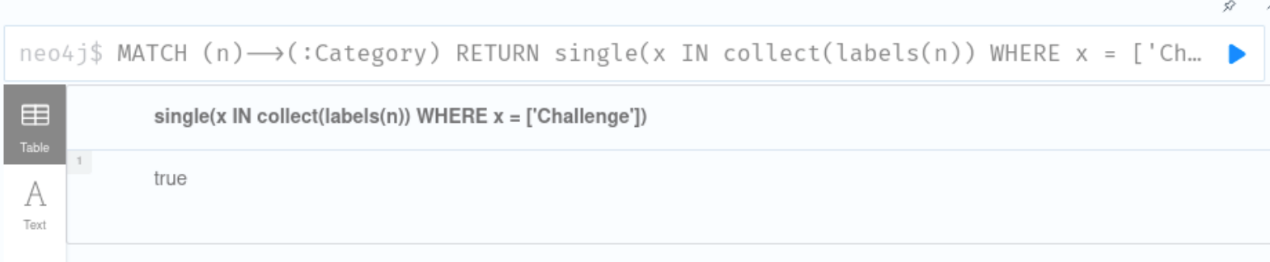 neo4j$ MATCH (n)-->(:Category) RETURN single(x IN collect(labels(n)) WHERE x = ['Ch…
Table
single(x IN collect(labels(n)) WHERE x = ['Challenge'])
1
true
A
Text